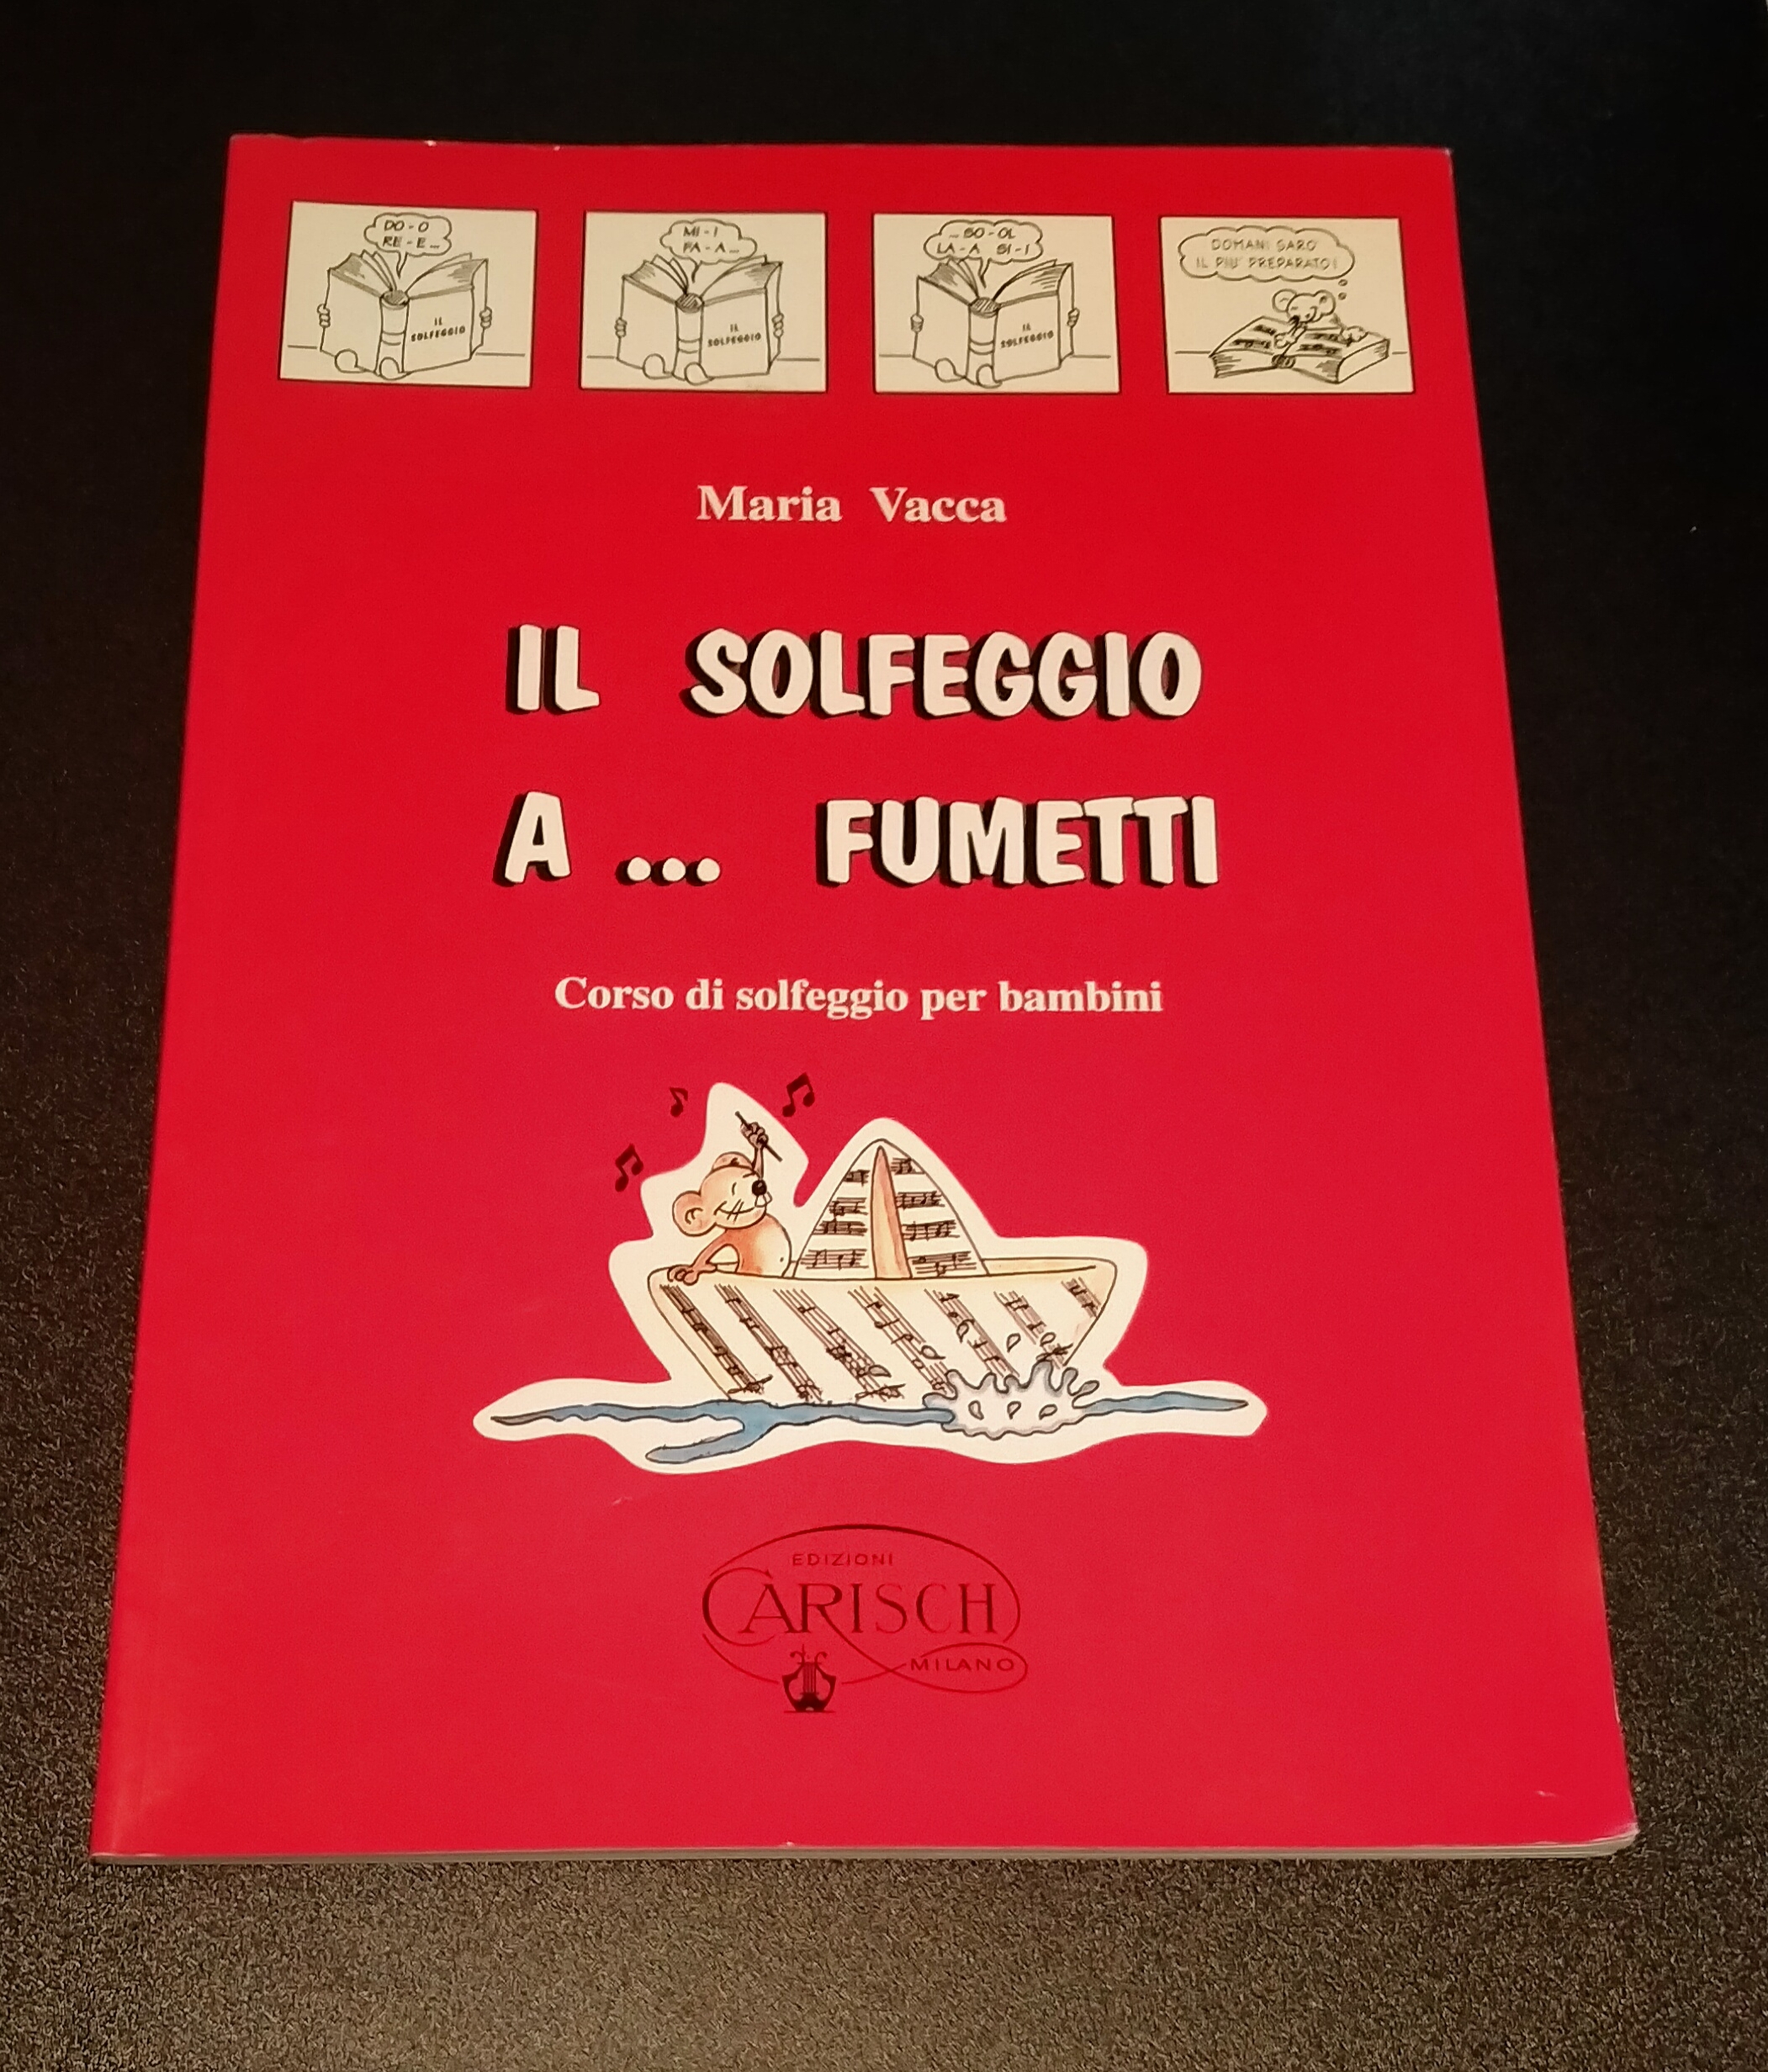 DO-O
RE-E...
IL
SOLFEGGIO
MI-I
FA-A...
IL
SOLFEGGIO
...SO-OL
LA-A SI-I
IL
SOLFEGGIO
DOMANI SARO'
IL PIU' PREPARATO!
Maria Vacca
IL SOLFEGGIO
A ... FUMETTI
Corso di solfeggio per bambini
EDIZIONI
CARISCH
MILANO